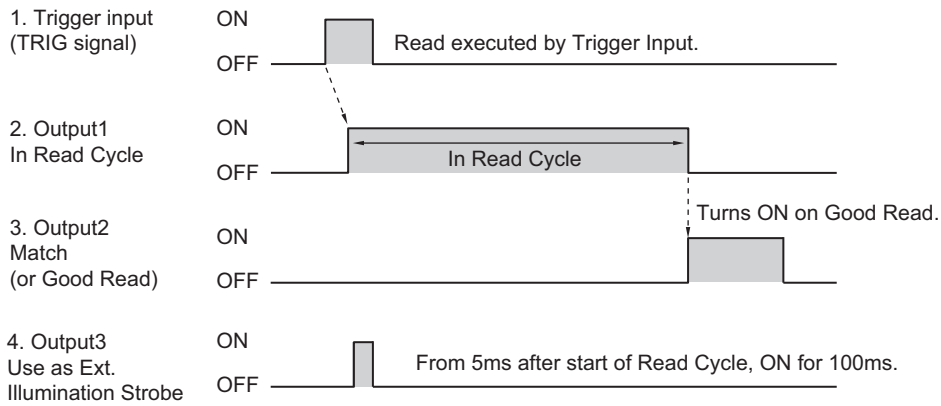 1. Trigger input
(TRIG signal)
ON
OFF
Read executed by Trigger Input.
2. Output1
In Read Cycle
ON
OFF
In Read Cycle
Turns ON on Good Read.
3. Output2
Match
(or Good Read)
ON
OFF
4. Output3
Use as Ext.
Illumination Strobe
ON
OFF
From 5ms after start of Read Cycle, ON for 100ms.